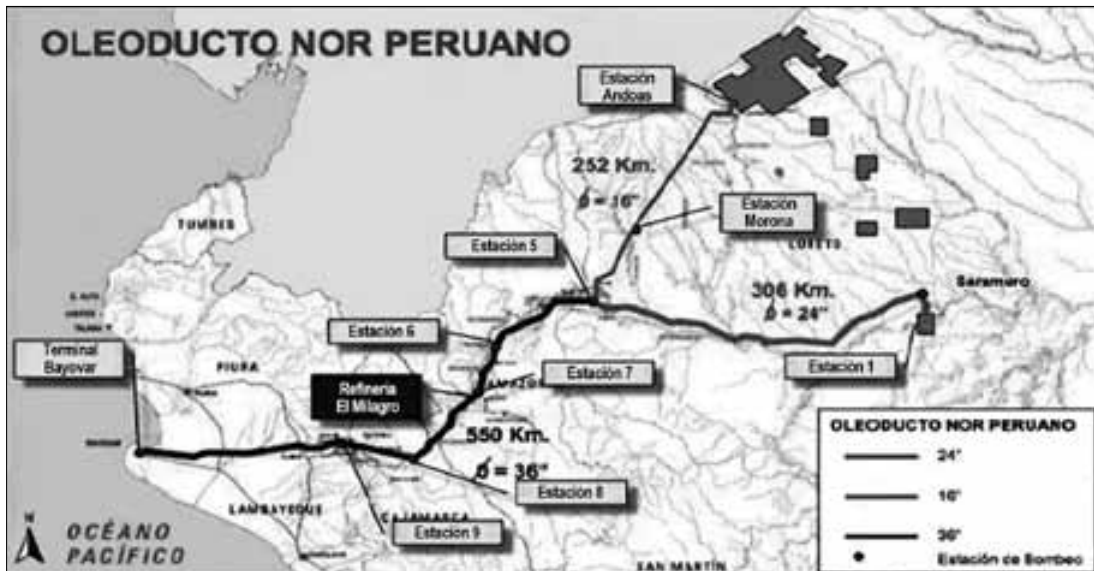 OLEODUCTO NOR PERUANO
Estación
Andoas
252 Km.
ϕ = 16"
Estación
Morona
TUMBES
Estación 5
LORETO
306 Km.
ϕ = 24"
Saramuro
Estación 6
Terminal
Bayovar
PIURA
Estación 7
Estación 1
Refinería
El Milagro
550 Km.
ϕ = 36"
OLEODUCTO NOR PERUANO
24"
16"
36"
Estación de Bombeo
Estación 8
LAMBAYEQUE
CAJAMARCA
Estación 9
N
OCÉANO
PACÍFICO
SAN MARTÍN